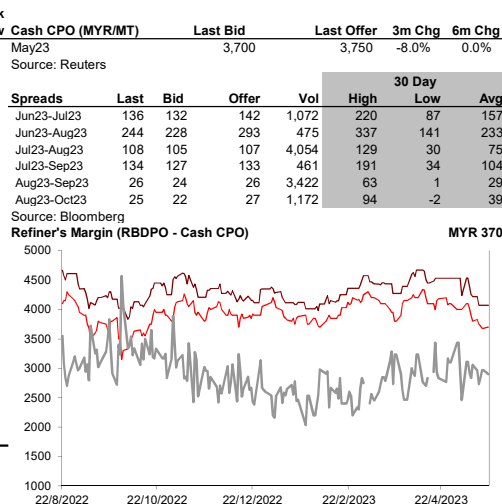 k
w Cash CPO (MYR/MT) Last Bid Last Offer 3m Chg 6m Chg
May23 3,700 3,750 -8.0% 0.0%
Source: Reuters
30 Day
Spreads Last Bid Offer Vol High Low Avg
Jun23-Jul23 136 132 142 1,072 220 87 157
Jun23-Aug23 244 228 293 475 337 141 233
Jul23-Aug23 108 105 107 4,054 129 30 75
Jul23-Sep23 134 127 133 461 191 34 104
Aug23-Sep23 26 24 26 3,422 63 1 29
Aug23-Oct23 25 22 27 1,172 94 -2 39
Source: Bloomberg
Refiner's Margin (RBDPO - Cash CPO) MYR 370
5000
4500
4000
3500
3000
2500
2000
1500
1000
22/8/2022 22/10/2022 22/12/2022 22/2/2023 22/4/2023